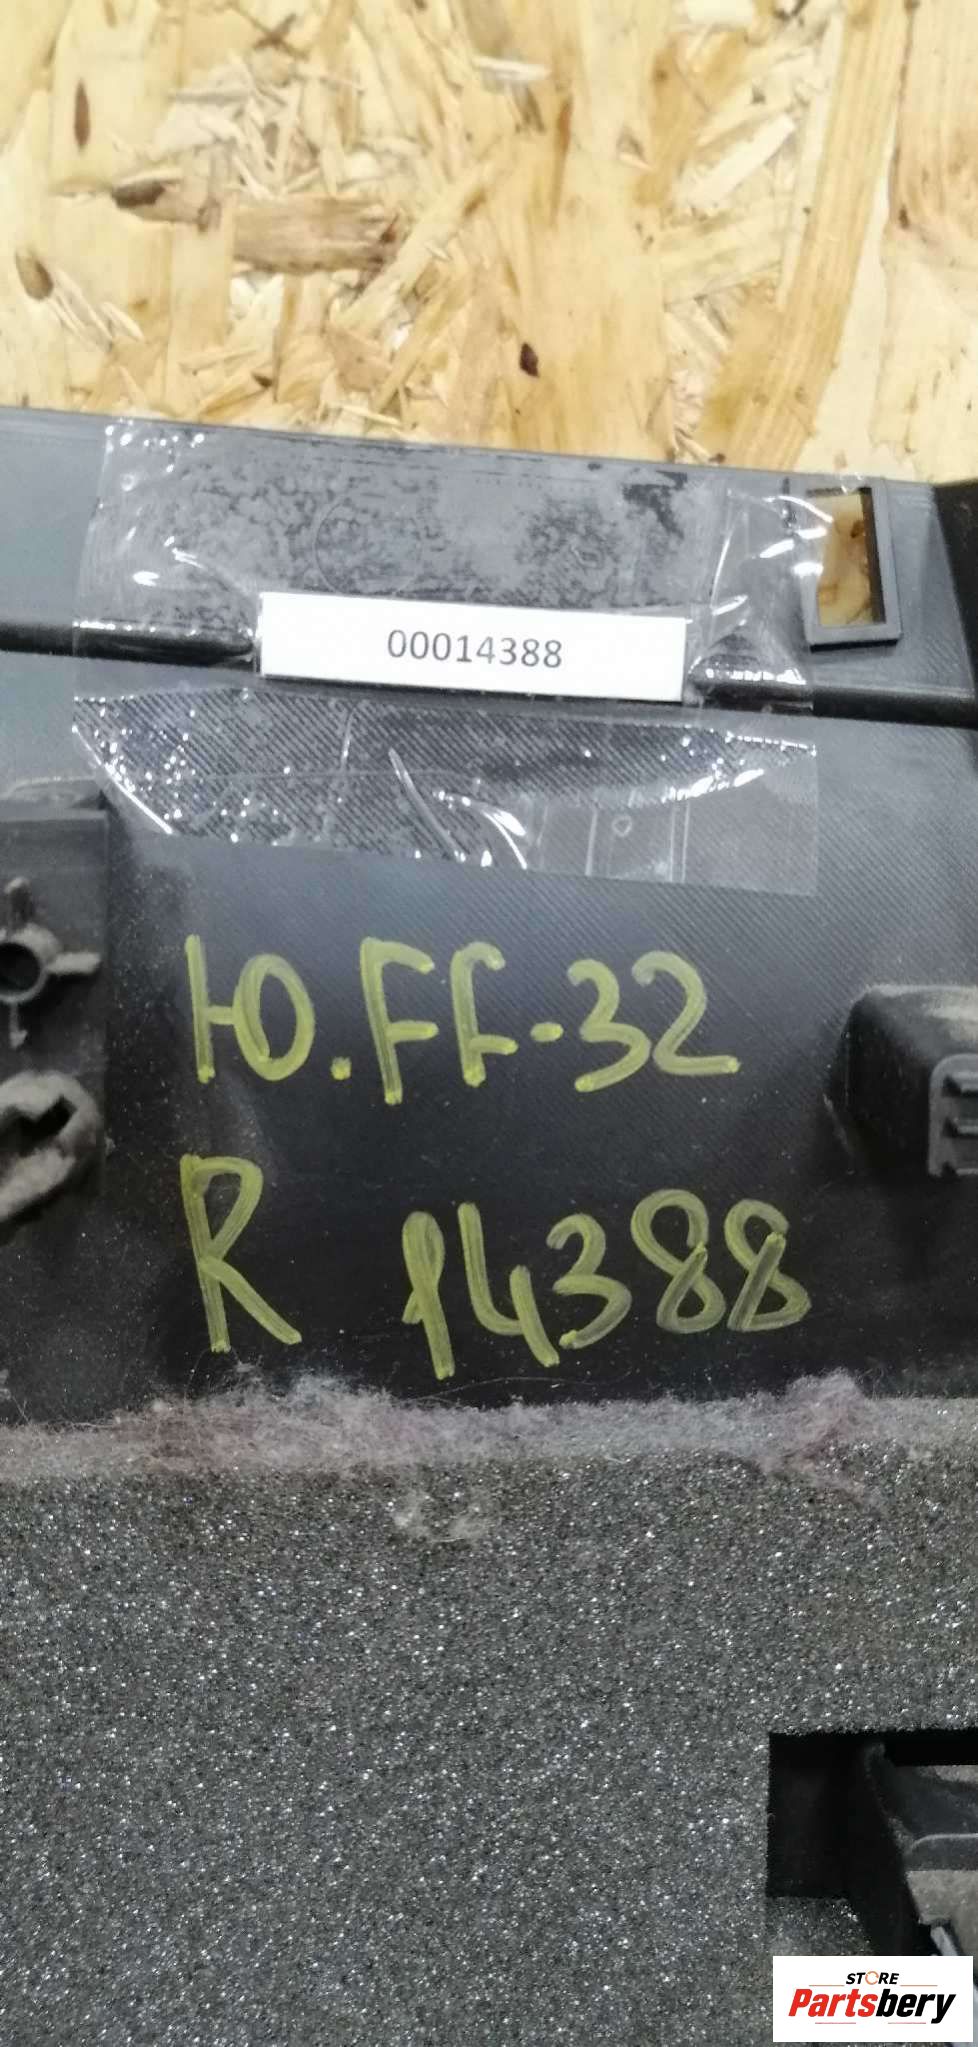 00014388
Ю.FF-32
R 14388
STORE
Partsbery